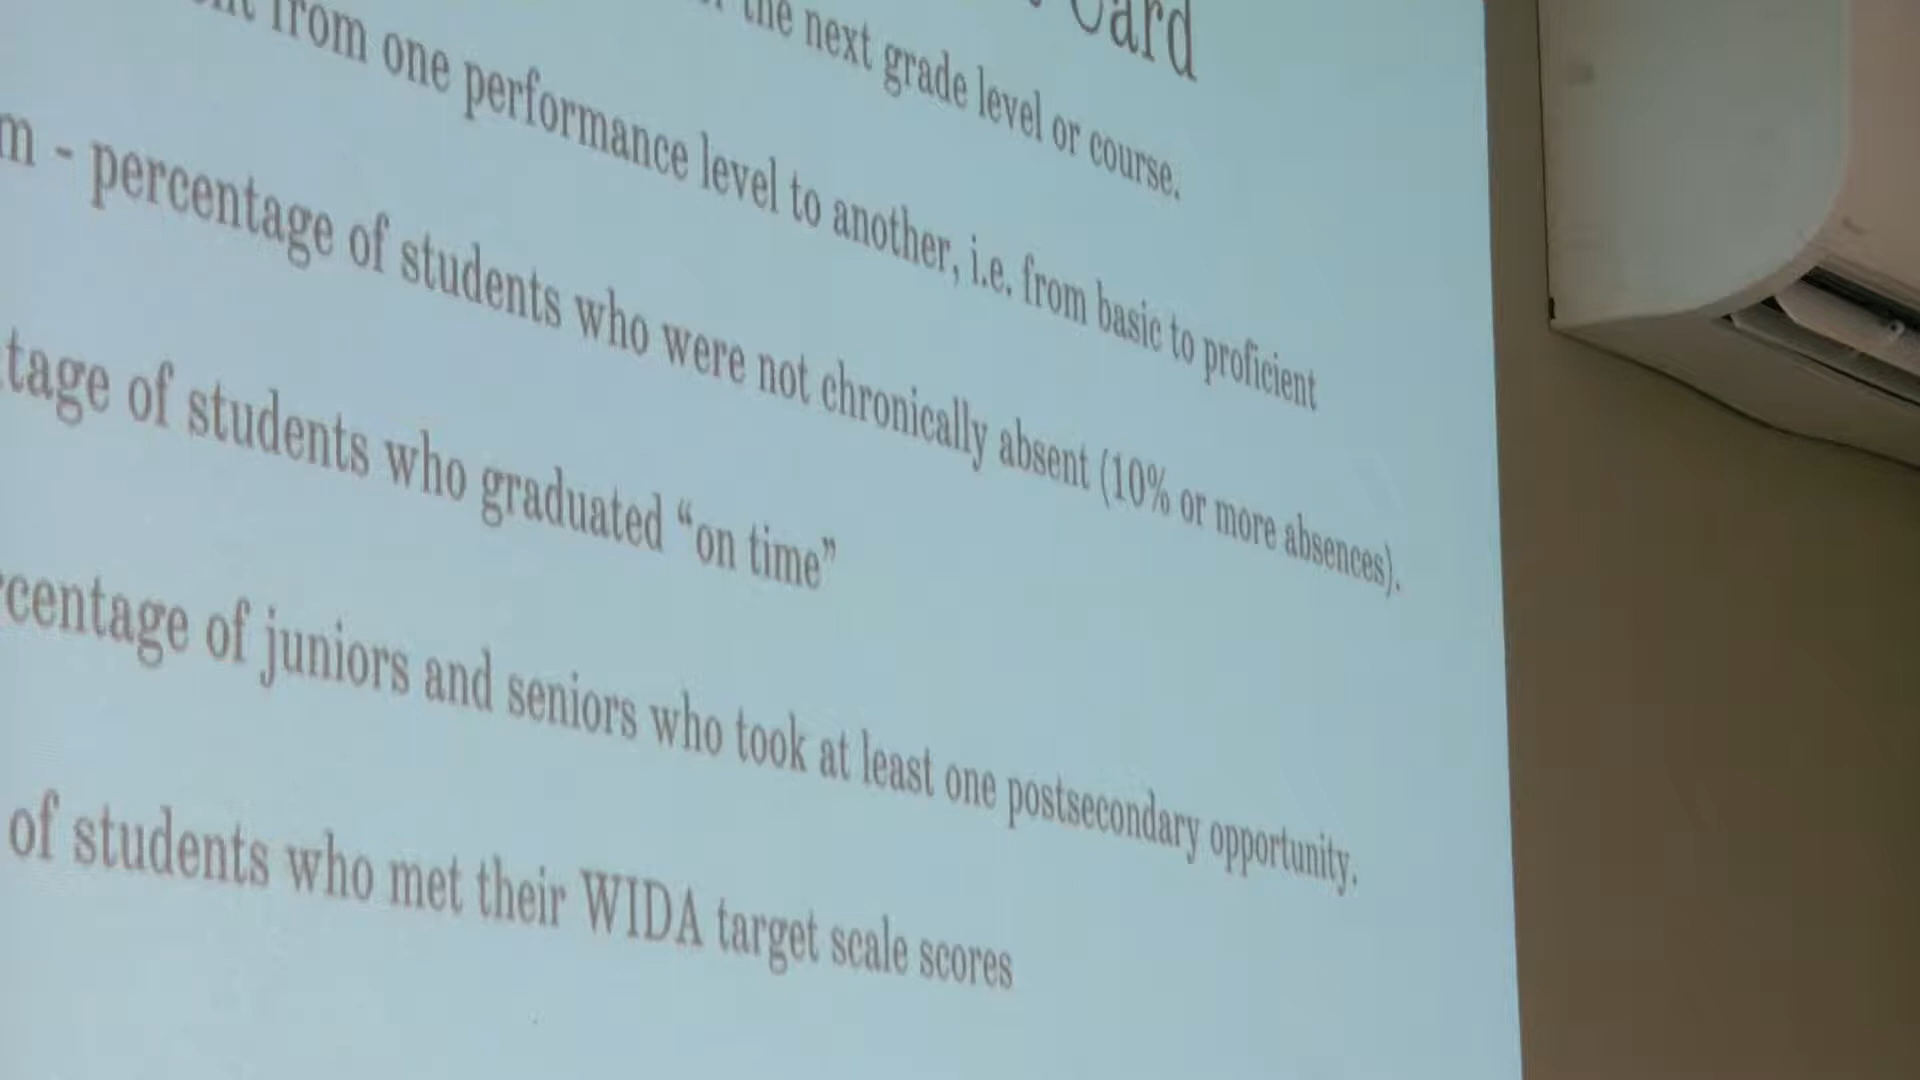 Card
the next grade level or course.
from one performance level to another, i.e. from basic to proficient
m - percentage of students who were not chronically absent (10% or more absences).
tage of students who graduated “on time”
centage of juniors and seniors who took at least one postsecondary opportunity.
of students who met their WIDA target scale scores